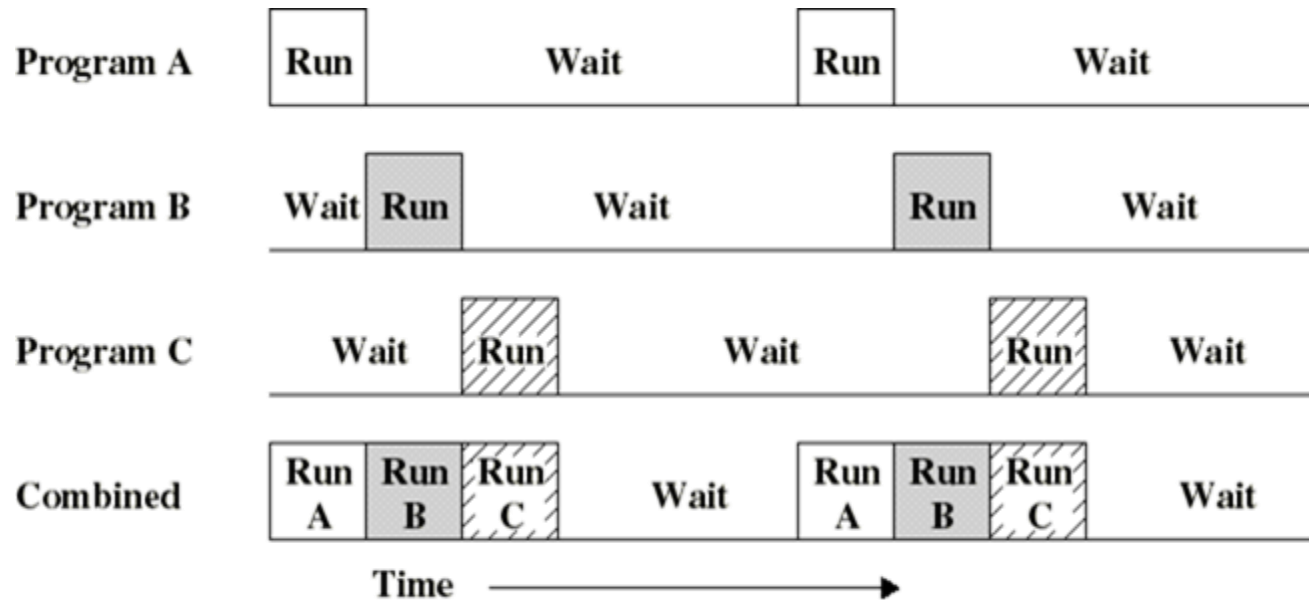 Program A Run Wait Run Wait
Program B Wait Run Wait Run Wait
Program C Wait Run Wait Run Wait
Combined Run A Run B Run C Wait Run A Run B Run C Wait
Time